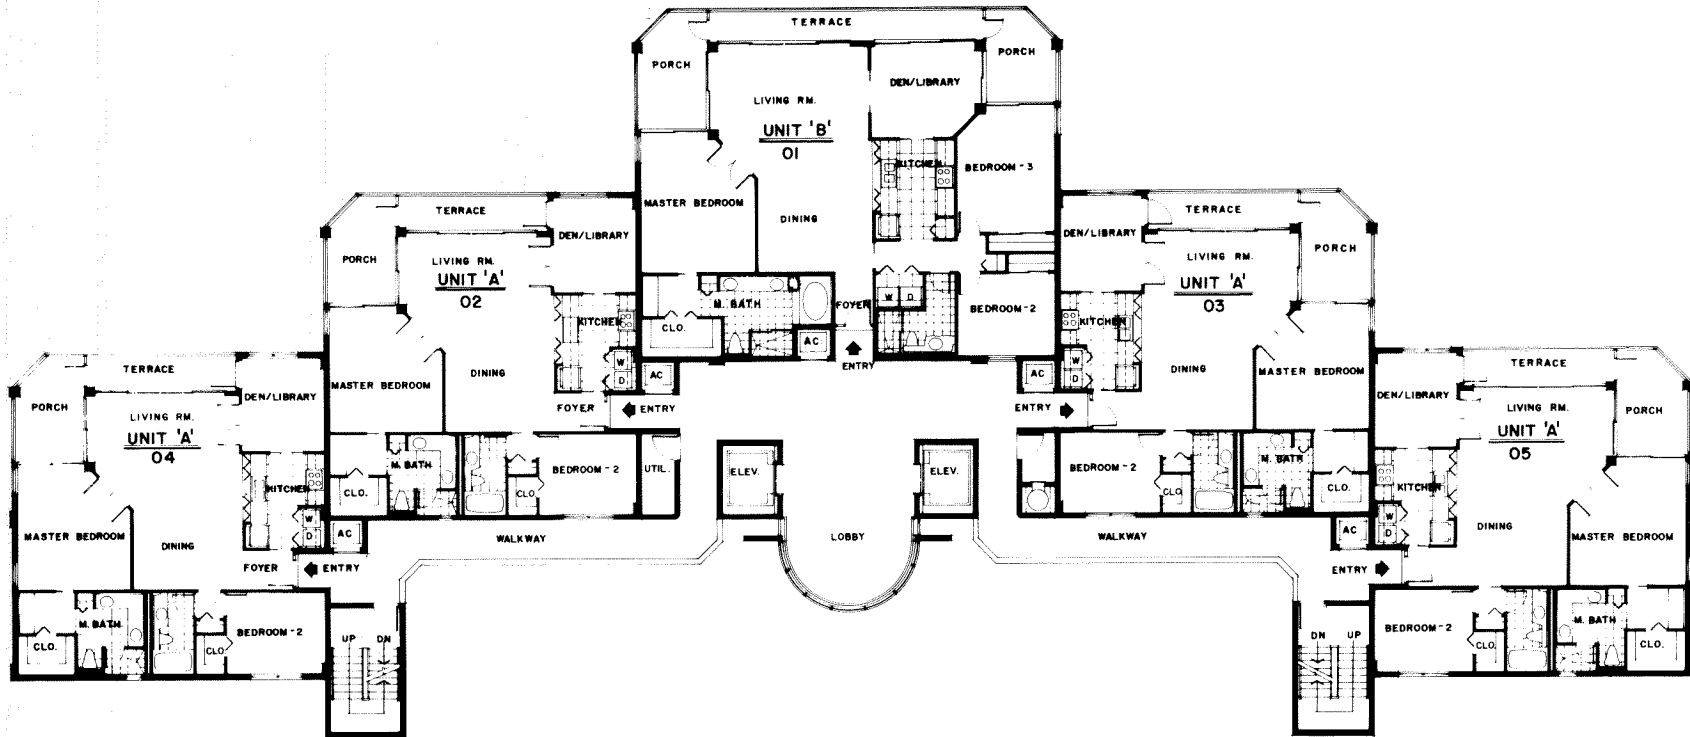 TERRACE
PORCH
PORCH
DEN/LIBRARY
LIVING RM.
UNIT 'B'
01
KITCHEN
BEDROOM-3
MASTER BEDROOM
DINING
M. BATH
FOYER
W D
BEDROOM-2
CLO.
AC
ENTRY
TERRACE
DEN/LIBRARY
PORCH
LIVING RM.
UNIT 'A'
02
KITCHEN
W
D
AC
MASTER BEDROOM
DINING
FOYER
ENTRY
M. BATH
BEDROOM-2
UTIL.
CLO.
CLO
TERRACE
DEN/LIBRARY
PORCH
LIVING RM.
UNIT 'A'
03
KITCHEN
W
D
AC
DINING
MASTER BEDROOM
ENTRY
BEDROOM-2
M. BATH
CLO
CLO.
TERRACE
PORCH
DEN/LIBRARY
LIVING RM.
UNIT 'A'
04
KITCHEN
W
D
AC
MASTER BEDROOM
DINING
FOYER
ENTRY
M. BATH
BEDROOM-2
CLO.
CLO
UP DN
ELEV.
ELEV.
LOBBY
WALKWAY
WALKWAY
TERRACE
DEN/LIBRARY
PORCH
LIVING RM.
UNIT 'A'
05
KITCHEN
W
D
AC
DINING
MASTER BEDROOM
ENTRY
BEDROOM-2
M. BATH
CLO.
CLO.
DN UP